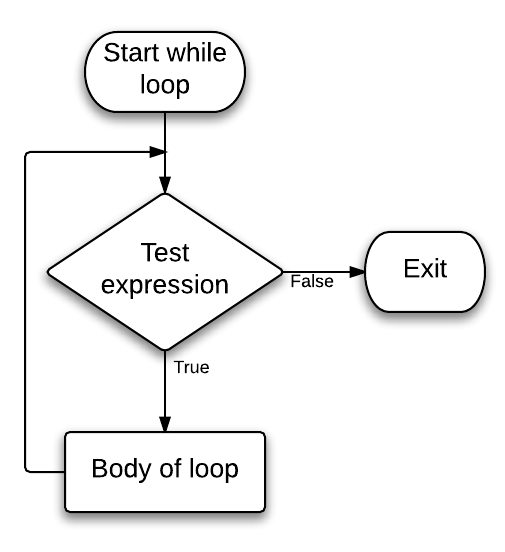 Start while
loop
Test
expression
False
Exit
True
Body of loop